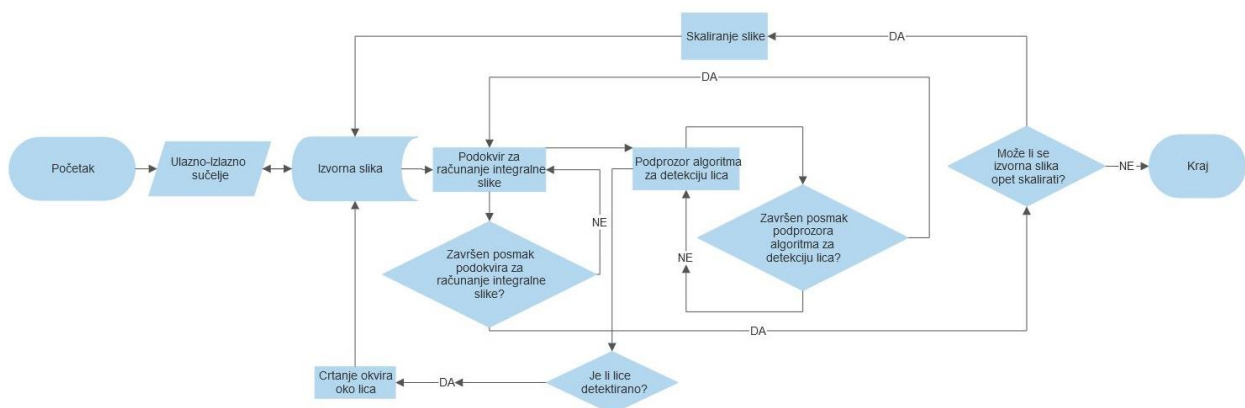 Skaliranje slike
DA
DA
Početak
Ulazno-Izlazno
sučelje
Izvorna slika
Podokvir za
računanje integralne
slike
Podprozor algoritma
za detekciju lica
Može li se
izvorna slika
opet skalirati?
NE
Kraj
NE
Završen posmak
podokvira za
računanje integralne
slike?
NE
Završen posmak
podprozora
algoritma za
detekciju lica?
DA
Crtanje okvira
oko lica
DA
Je li lice
detektirano?